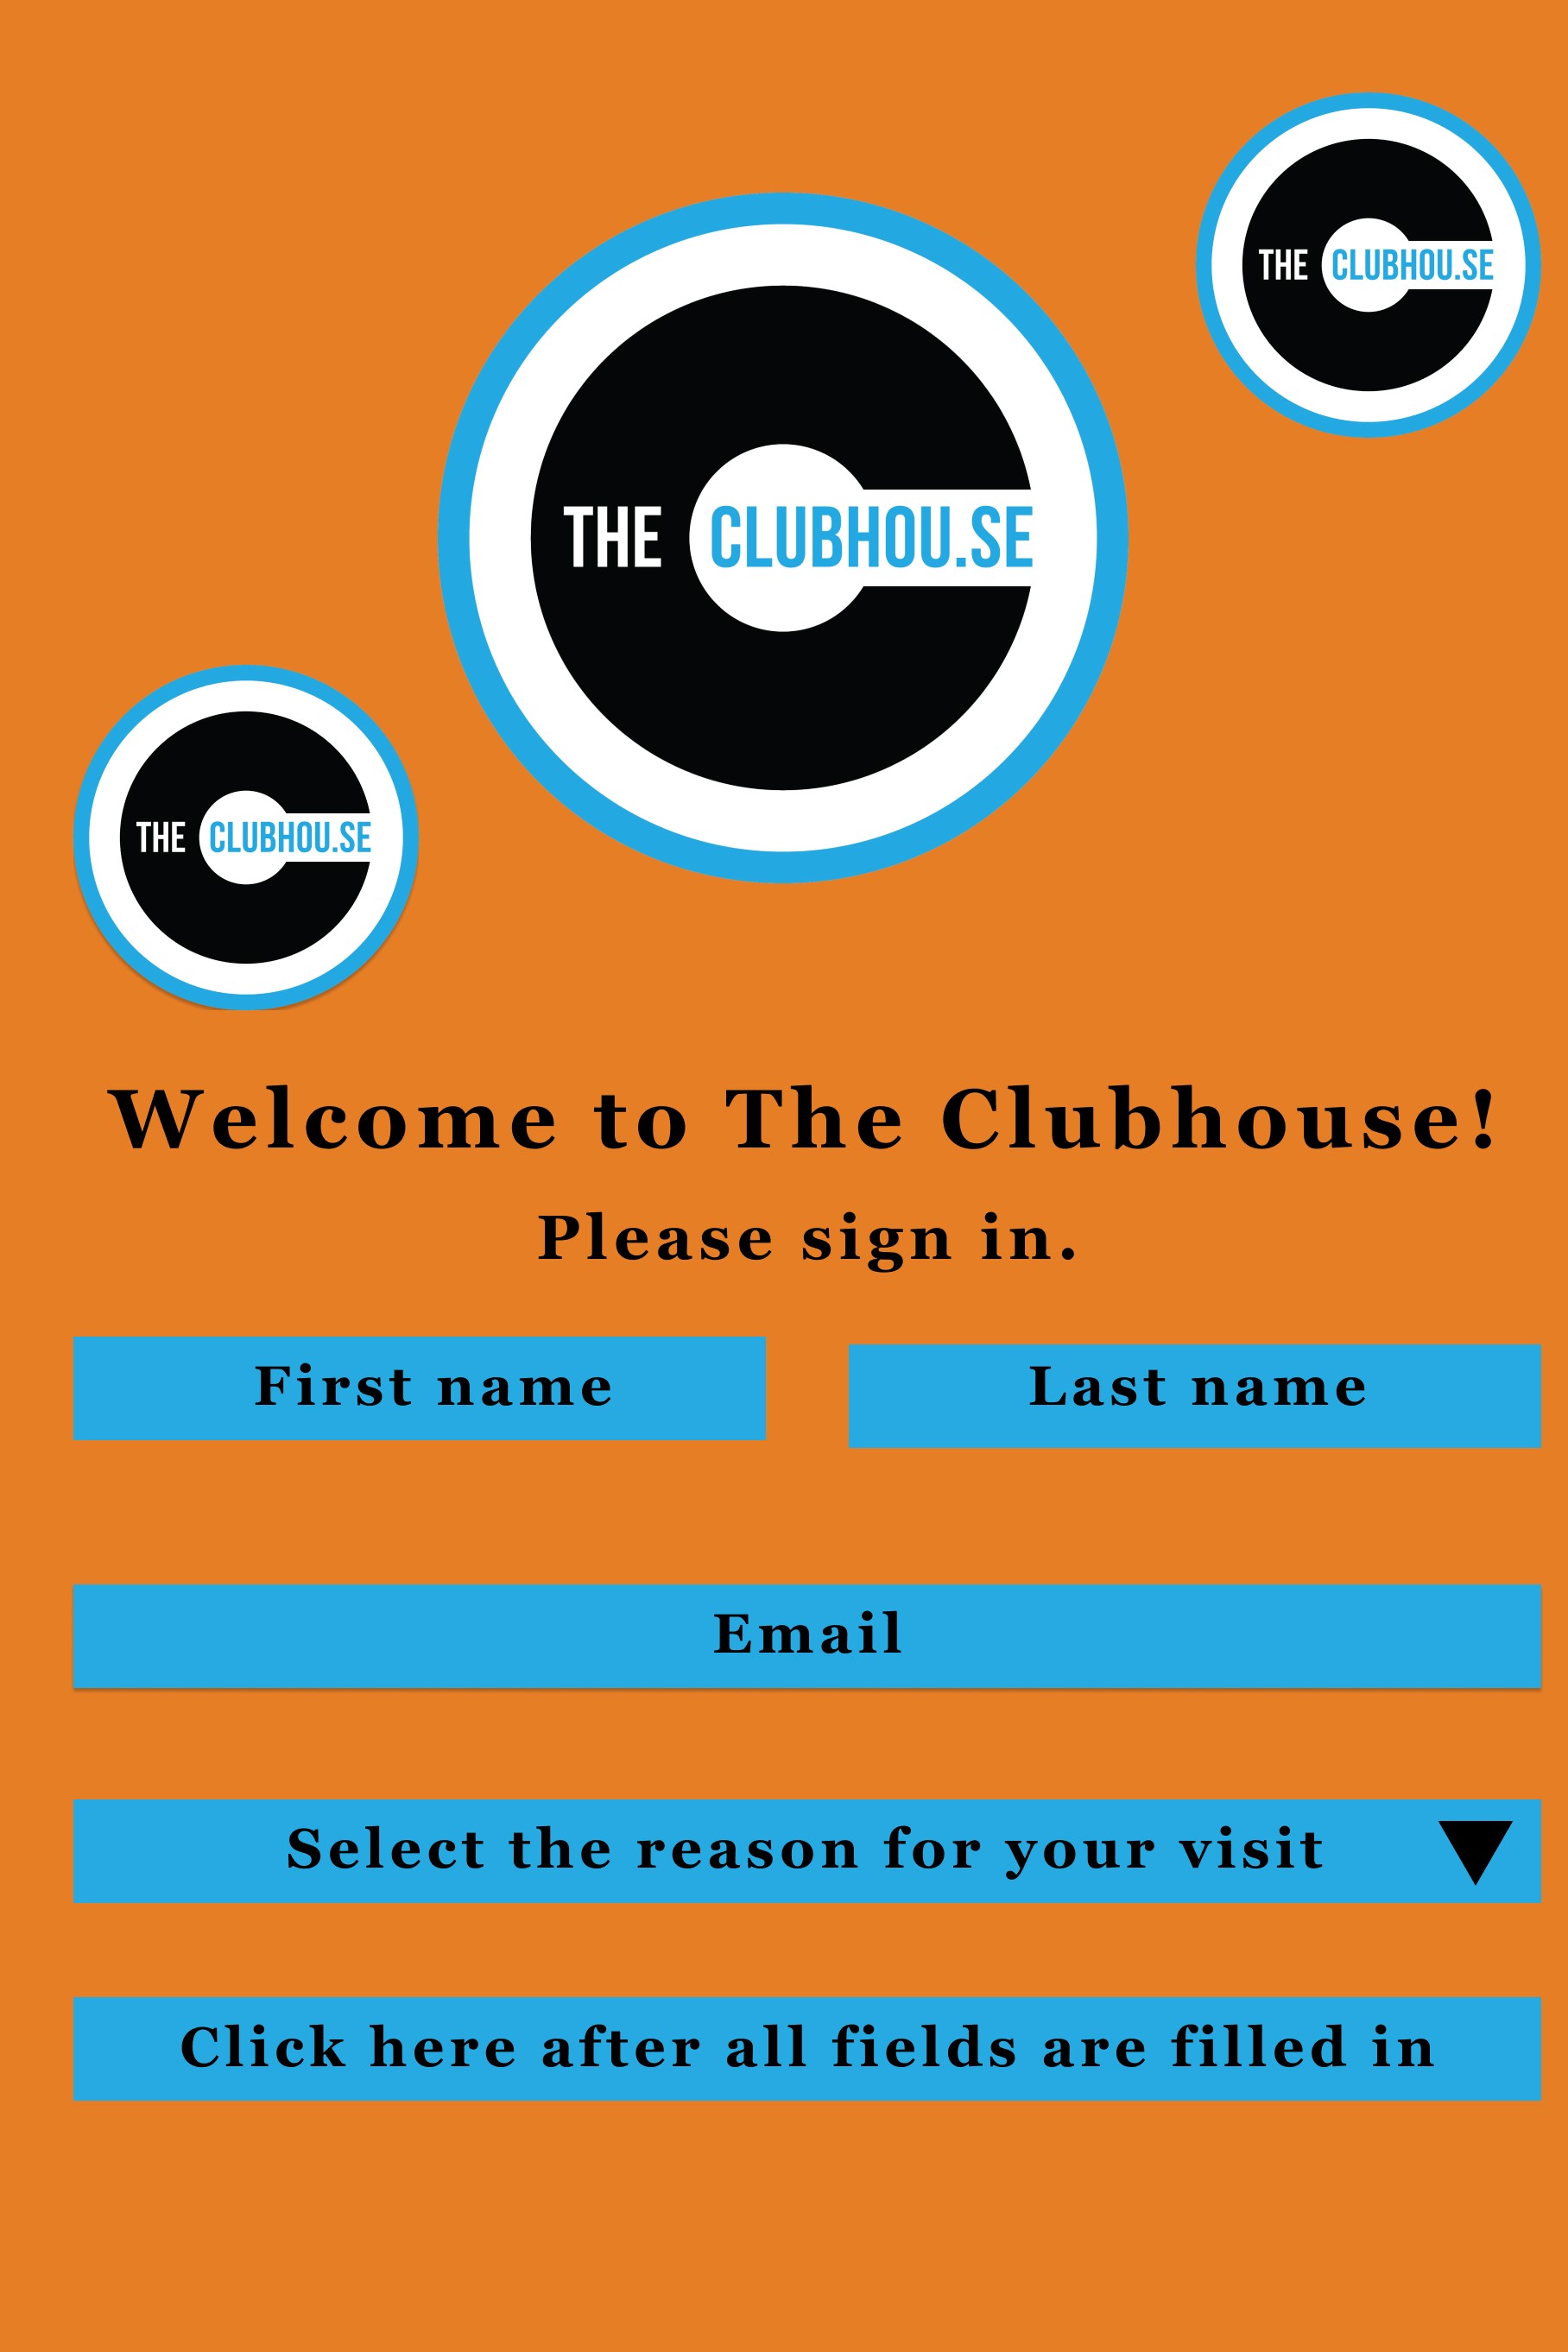 THE CLUBHOU.SE
THE CLUBHOU.SE
THE CLUBHOU.SE
Welcome to The Clubhouse!
Please sign in.
First name
Last name
Email
Select the reason for your visit
Click here after all fields are filled in